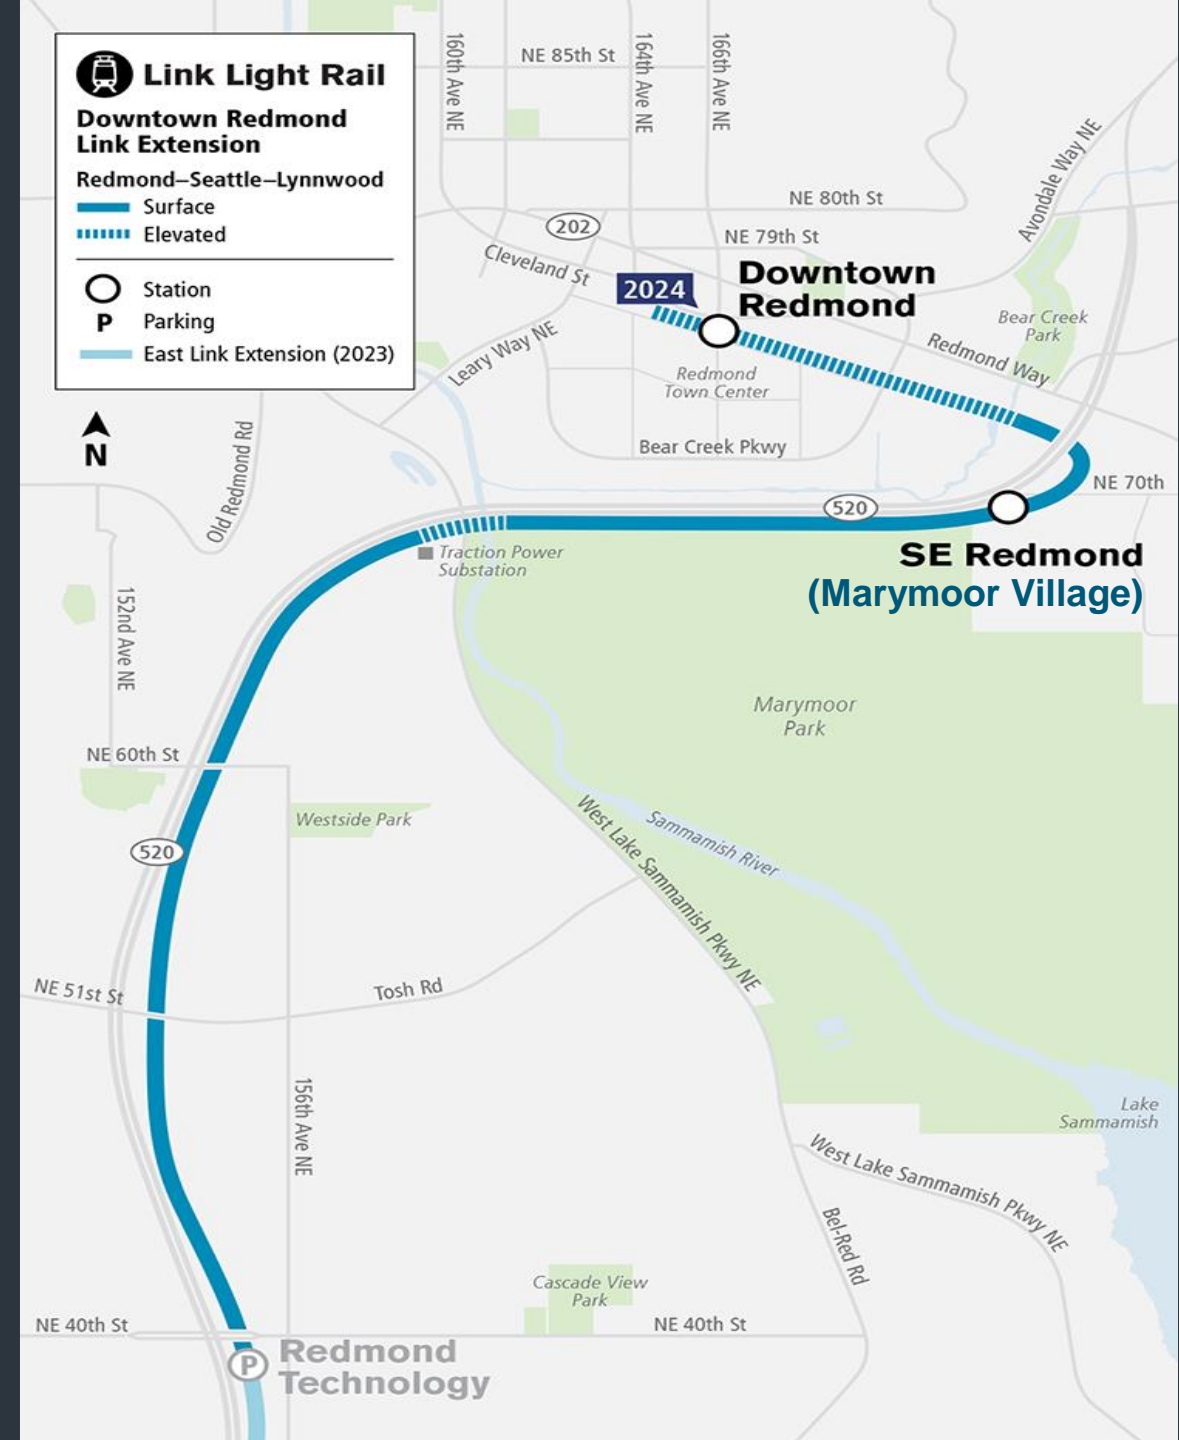 Link Light Rail
Downtown Redmond
Link Extension
Redmond–Seattle–Lynnwood
Surface
Elevated
Station
P Parking
East Link Extension (2023)
N
160th Ave NE
NE 85th St
164th Ave NE
166th Ave NE
Avondale Way NE
NE 80th St
202
NE 79th St
Cleveland St
2024
Downtown
Redmond
Bear Creek
Park
Leary Way NE
Redmond Way
Redmond
Town Center
Old Redmond Rd
Bear Creek Pkwy
NE 70th
520
Traction Power
Substation
SE Redmond
(Marymoor Village)
152nd Ave NE
Marymoor
Park
NE 60th St
Westside Park
520
West Lake Sammamish Pkwy NE
Sammamish River
NE 51st St
Tosh Rd
156th Ave NE
Lake
Sammamish
West Lake Sammamish Pkwy NE
Bel-Red Rd
Cascade View
Park
NE 40th St
NE 40th St
P
Redmond
Technology